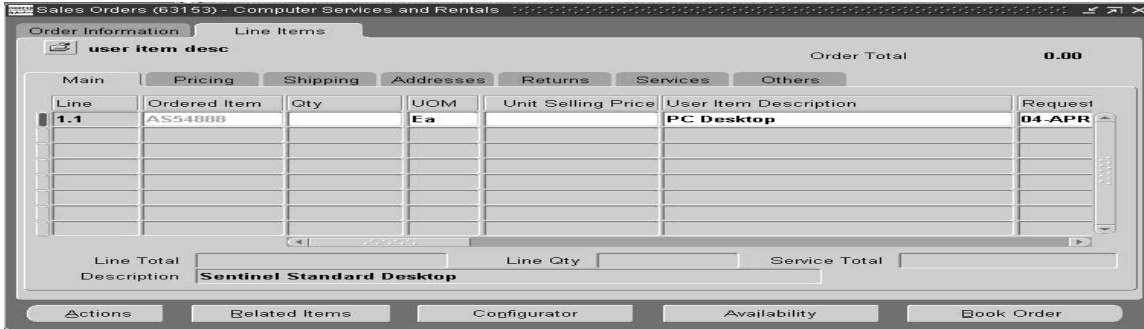 Sales Orders (63153) - Computer Services and Rentals
Order Information Line Items
user item desc Order Total 0.00
Main Pricing Shipping Addresses Returns Services Others
Line Ordered Item Qty UOM Unit Selling Price User Item Description Request
1.1 AS54888 Ea PC Desktop 04-APR
Line Total Line Qty Service Total
Description Sentinel Standard Desktop
Actions Related Items Configurator Availability Book Order